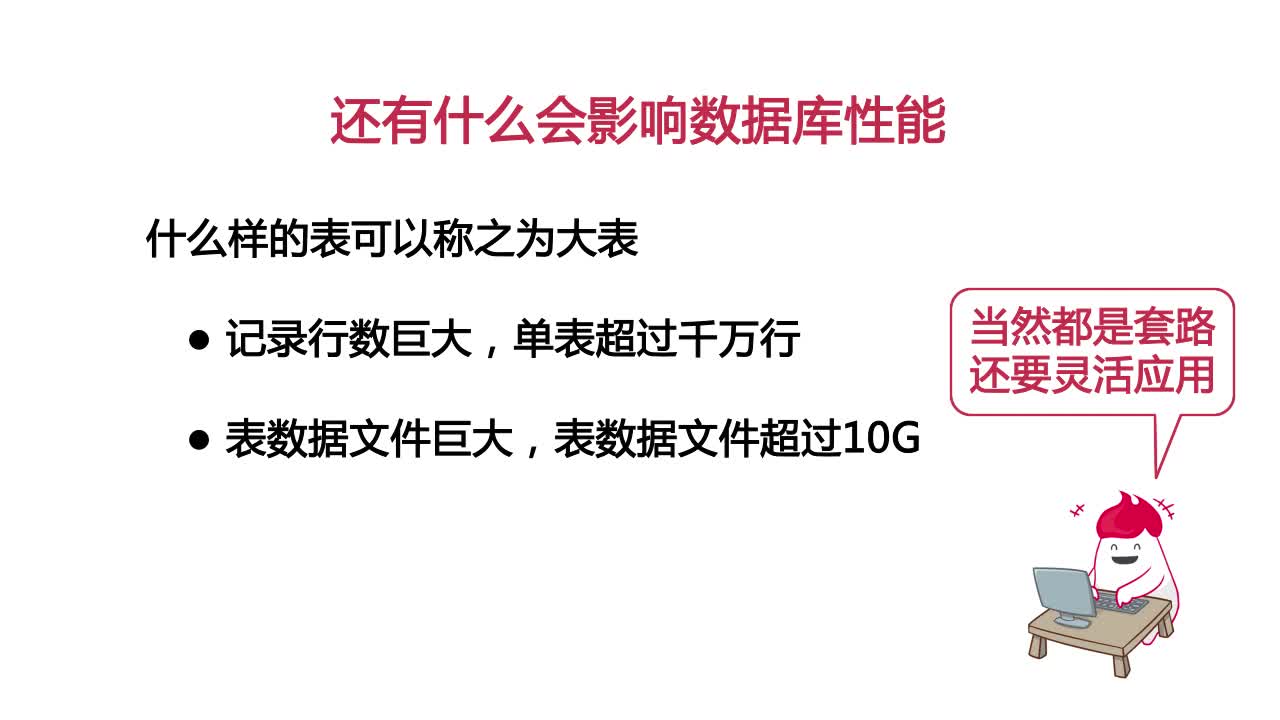 还有什么会影响数据库性能
什么样的表可以称之为大表
● 记录行数巨大，单表超过千万行
● 表数据文件巨大，表数据文件超过10G
当然都是套路
还要灵活应用